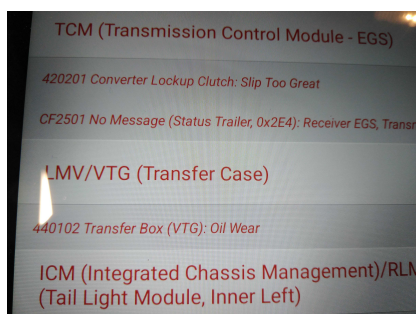 TCM (Transmission Control Module - EGS)
420201 Converter Lockup Clutch: Slip Too Great
CF2501 No Message (Status Trailer, 0x2E4): Receiver EGS,
LMV/VTG (Transfer Case)
440102 Transfer Box (VTG): Oil Wear
ICM (Integrated Chassis Management)/RLM
(Tail Light Module, Inner Left)